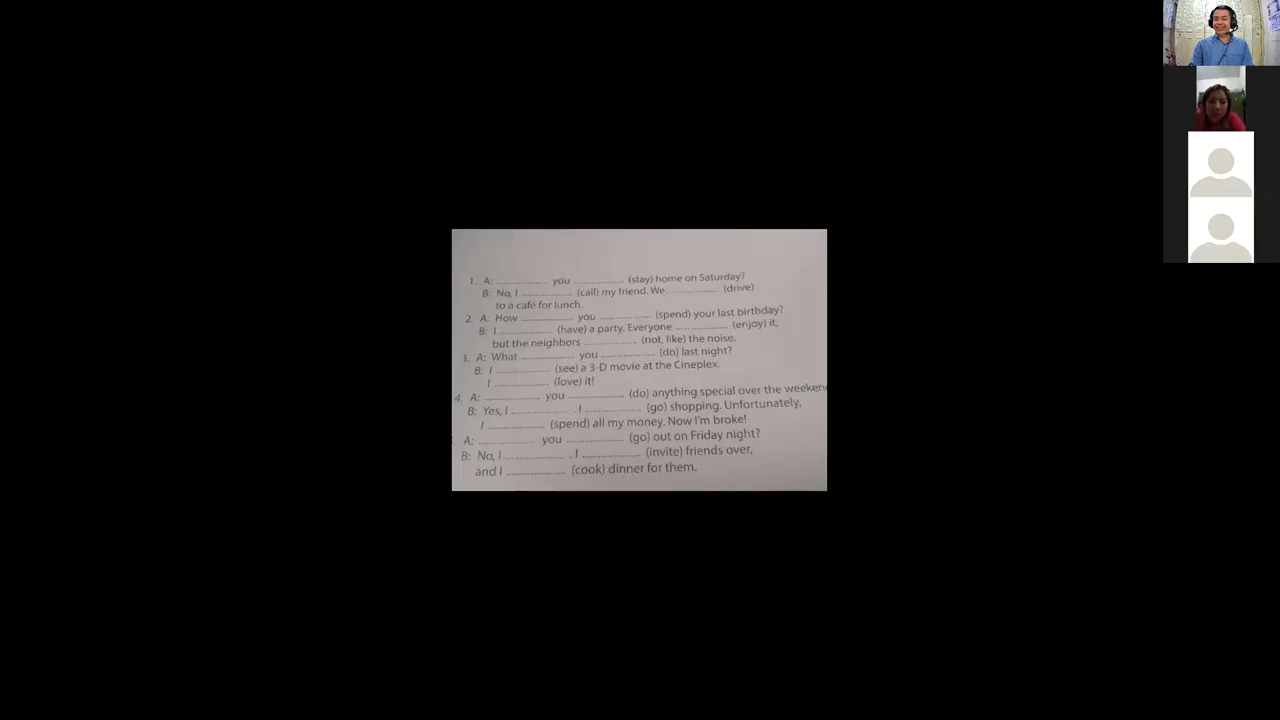 1. A: .................. you .................. (stay) home on Saturday?
B: No, I .................. (call) my friend. We .................. (drive)
to a café for lunch.
2. A: How .................. you .................. (spend) your last birthday?
B: I .................. (have) a party. Everyone .................. (enjoy) it,
but the neighbors .................. (not, like) the noise.
3. A: What .................. you .................. (do) last night?
B: I .................. (see) a 3-D movie at the Cineplex.
I .................. (love) it!
4. A: .................. you .................. (do) anything special over the weeken
B: Yes, I .................. . I .................. (go) shopping. Unfortunately,
I .................. (spend) all my money. Now I'm broke!
A: .................. you .................. (go) out on Friday night?
B: No, I .................. . I .................. (invite) friends over,
and I .................. (cook) dinner for them.